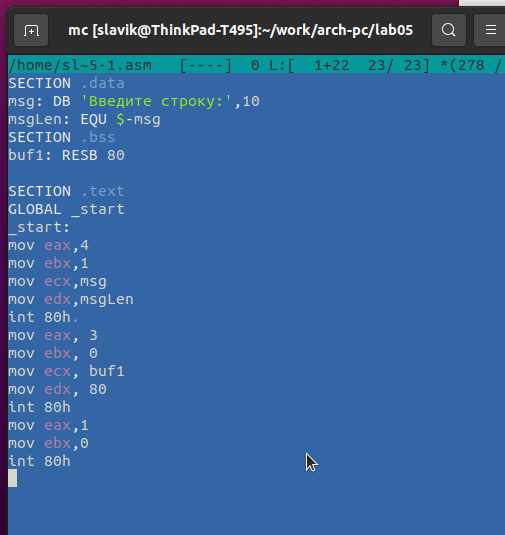 mc [slavik@ThinkPad-T495]:~/work/arch-pc/lab05
/home/sl~5-1.asm [----] 0 L:[ 1+22 23/ 23] *(278 /
SECTION .data
msg: DB 'Введите строку:',10
msgLen: EQU $-msg
SECTION .bss
buf1: RESB 80
SECTION .text
GLOBAL _start
_start:
mov eax,4
mov ebx,1
mov ecx,msg
mov edx,msgLen
int 80h.
mov eax, 3
mov ebx, 0
mov ecx, buf1
mov edx, 80
int 80h
mov eax,1
mov ebx,0
int 80h